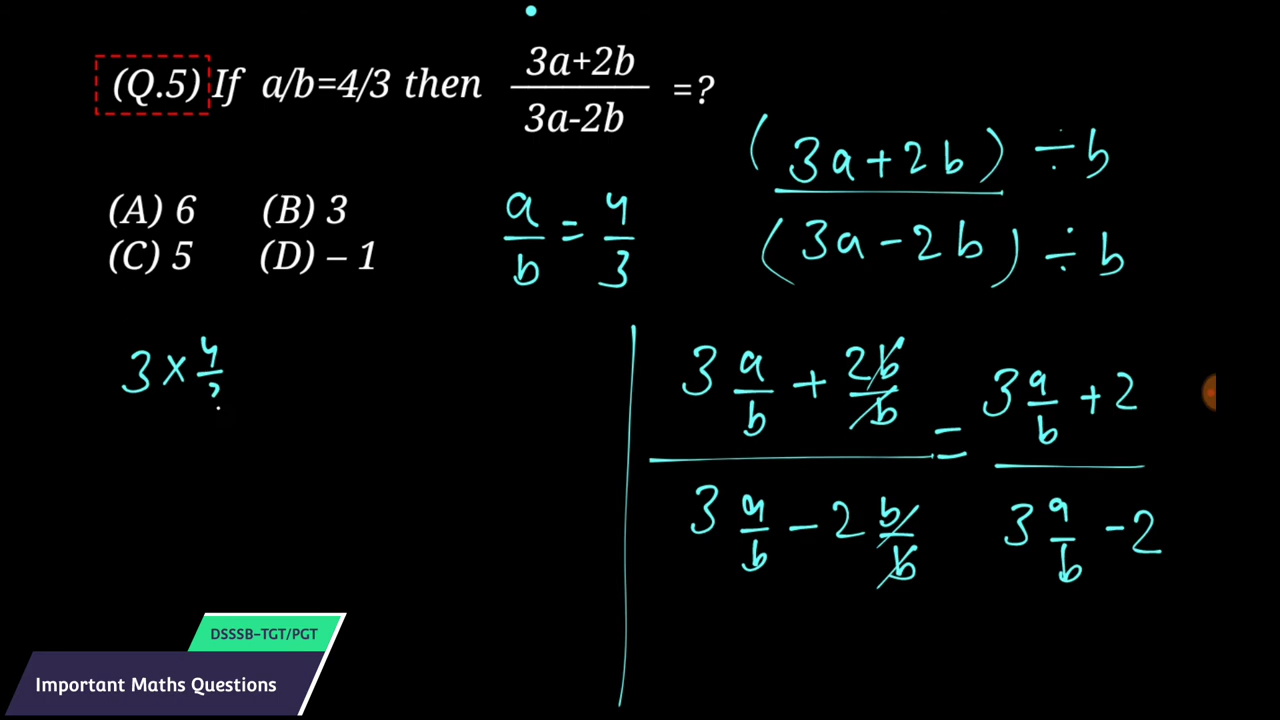 (Q.5) If a/b=4/3 then 3a+2b
3a-2b
=?
(A) 6 (B) 3
(C) 5 (D) – 1
a/b = 4/3
(3a+2b) ÷ b
(3a-2b) ÷ b
3 × 4/3
3 a/b + 2b/b
3 a/b - 2 b/b
=
3 a/b + 2
3 a/b - 2
DSSSB-TGT/PGT
Important Maths Questions